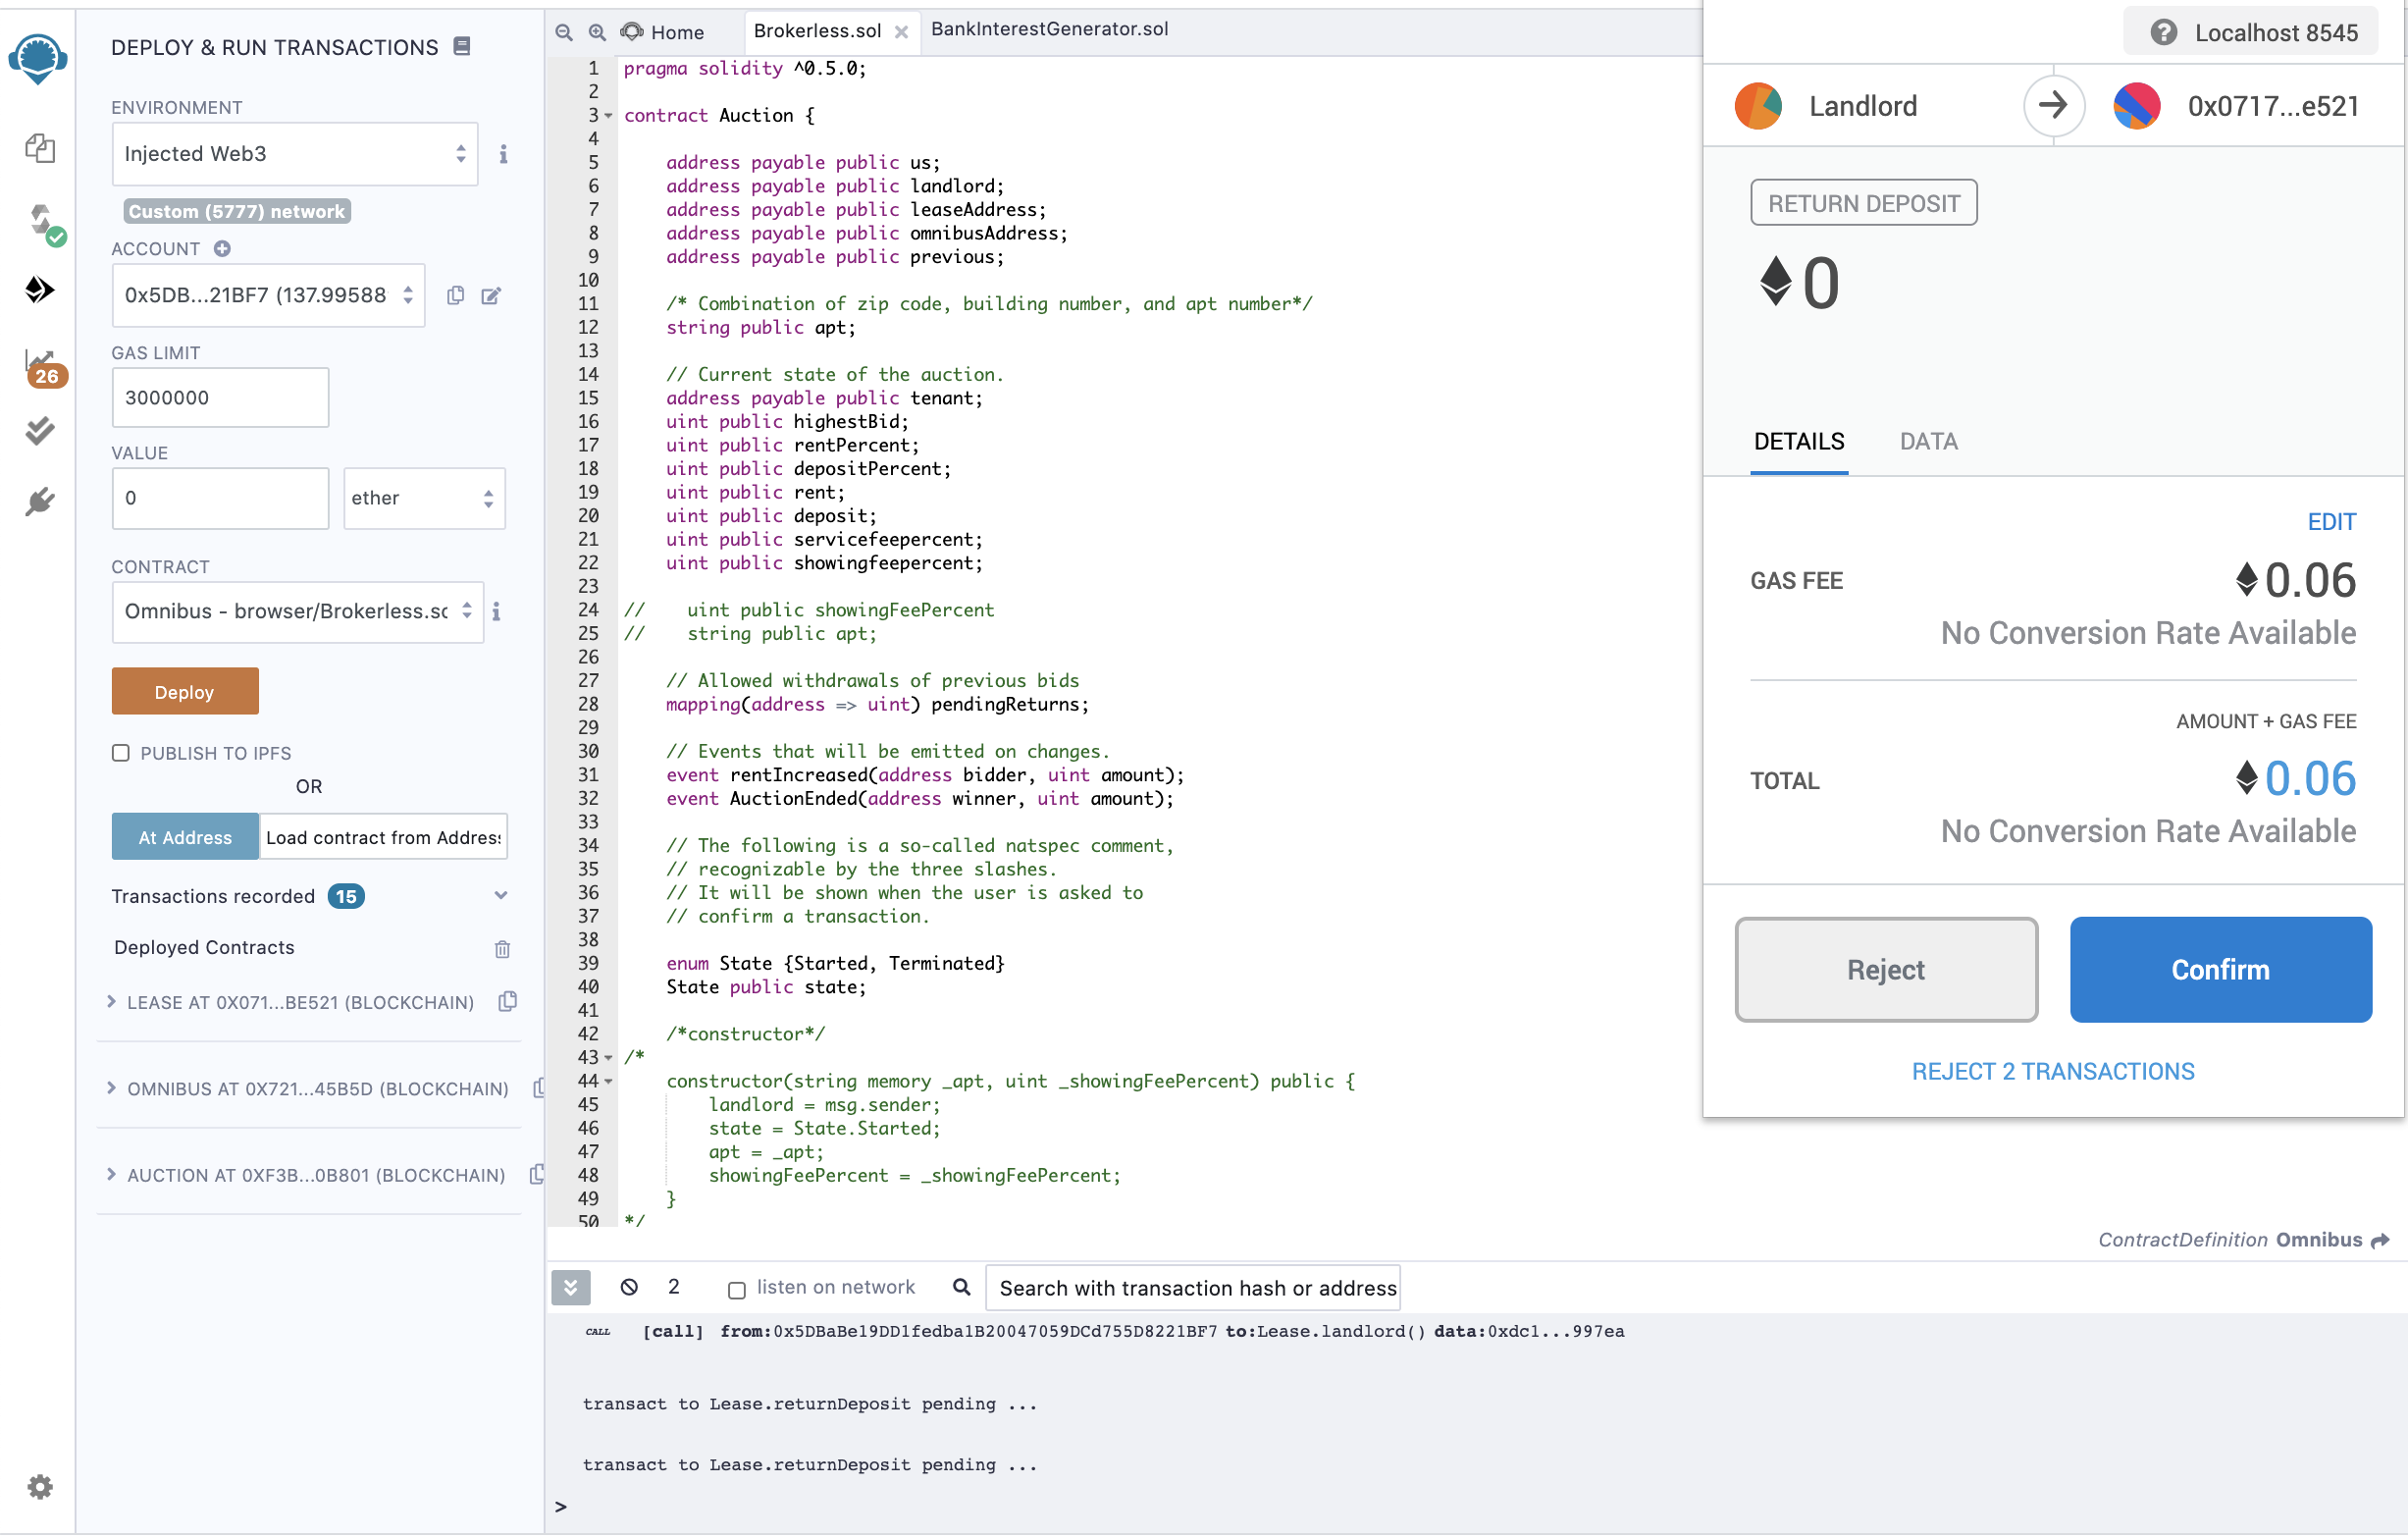 DEPLOY & RUN TRANSACTIONS
ENVIRONMENT
Injected Web3
Custom (5777) network
ACCOUNT
0x5DB...21BF7 (137.99588
GAS LIMIT
3000000
VALUE
0
ether
CONTRACT
Omnibus - browser/Brokerless.sc
Deploy
PUBLISH TO IPFS
OR
At Address
Load contract from Address
Transactions recorded 15
Deployed Contracts
LEASE AT 0X071...BE521 (BLOCKCHAIN)
OMNIBUS AT 0X721...45B5D (BLOCKCHAIN)
AUCTION AT 0XF3B...0B801 (BLOCKCHAIN)
26
Home
Brokerless.sol
BankInterestGenerator.sol
1 pragma solidity ^0.5.0;
2
3 contract Auction {
4
5 address payable public us;
6 address payable public landlord;
7 address payable public leaseAddress;
8 address payable public omnibusAddress;
9 address payable public previous;
10
11 /* Combination of zip code, building number, and apt number*/
12 string public apt;
13
14 // Current state of the auction.
15 address payable public tenant;
16 uint public highestBid;
17 uint public rentPercent;
18 uint public depositPercent;
19 uint public rent;
20 uint public deposit;
21 uint public servicefeepercent;
22 uint public showingfeepercent;
23
24 // uint public showingFeePercent
25 // string public apt;
26
27 // Allowed withdrawals of previous bids
28 mapping(address => uint) pendingReturns;
29
30 // Events that will be emitted on changes.
31 event rentIncreased(address bidder, uint amount);
32 event AuctionEnded(address winner, uint amount);
33
34 // The following is a so-called natspec comment,
35 // recognizable by the three slashes.
36 // It will be shown when the user is asked to
37 // confirm a transaction.
38
39 enum State {Started, Terminated}
40 State public state;
41
42 /*constructor*/
43 /*
44 constructor(string memory _apt, uint _showingFeePercent) public {
45 landlord = msg.sender;
46 state = State.Started;
47 apt = _apt;
48 showingFeePercent = _showingFeePercent;
49 }
50 */
ContractDefinition Omnibus
2
listen on network
Search with transaction hash or address
CALL [call] from:0x5DBaBe19DD1fedba1B20047059DCd755D8221BF7 to:Lease.landlord() data:0xdc1...997ea
transact to Lease.returnDeposit pending ...
transact to Lease.returnDeposit pending ...
>
Localhost 8545
Landlord
0x0717...e521
RETURN DEPOSIT
0
DETAILS
DATA
EDIT
GAS FEE
0.06
No Conversion Rate Available
AMOUNT + GAS FEE
TOTAL
0.06
No Conversion Rate Available
Reject
Confirm
REJECT 2 TRANSACTIONS